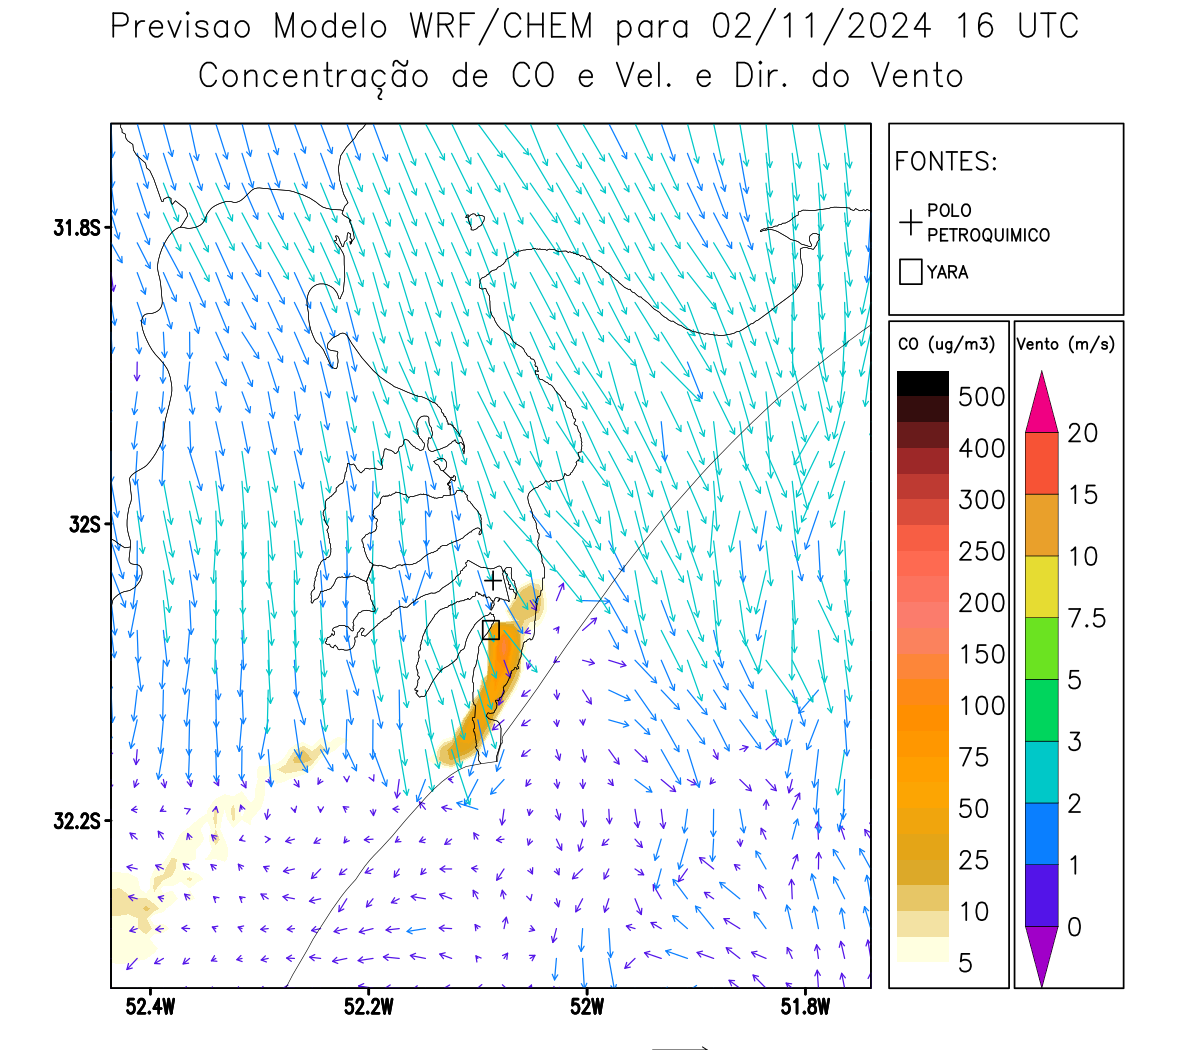 Previsao Modelo WRF/CHEM para 02/11/2024 16 UTC
Concentração de CO e Vel. e Dir. do Vento
FONTES:
POLO
PETROQUIMICO
YARA
CO (ug/m3)
500
400
300
250
200
150
100
75
50
25
10
5
Vento (m/s)
20
15
10
7.5
5
3
2
1
0
31.8S
32S
32.2S
52.4W
52.2W
52W
51.8W